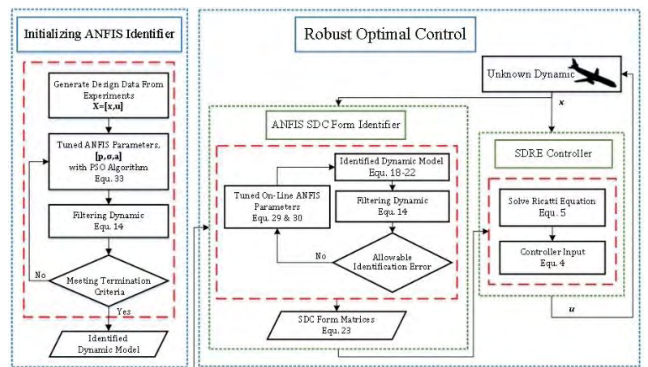 Initializing ANFIS Identifier
Generate Design Data From
Experiments
X=[x,u]
Tuned ANFIS Parameters,
[p,σ,a]
with PSO Algorithm
Equ. 33
Filtering Dynamic
Equ. 14
No
Meeting Termination
Criteria
Yes
Identified
Dynamic Model
Robust Optimal Control
Unknown Dynamic
x
ANFIS SDC Form Identifier
Identified Dynamic Model
Equ. 18-22
Tuned On-Line ANFIS
Parameters
Equ. 29 & 30
Filtering Dynamic
Equ. 14
No
Allowable
Identification Error
SDC Form Matrices
Equ. 23
SDRE Controller
Solve Ricatti Equation
Equ. 5
Controller Input
Equ. 4
u